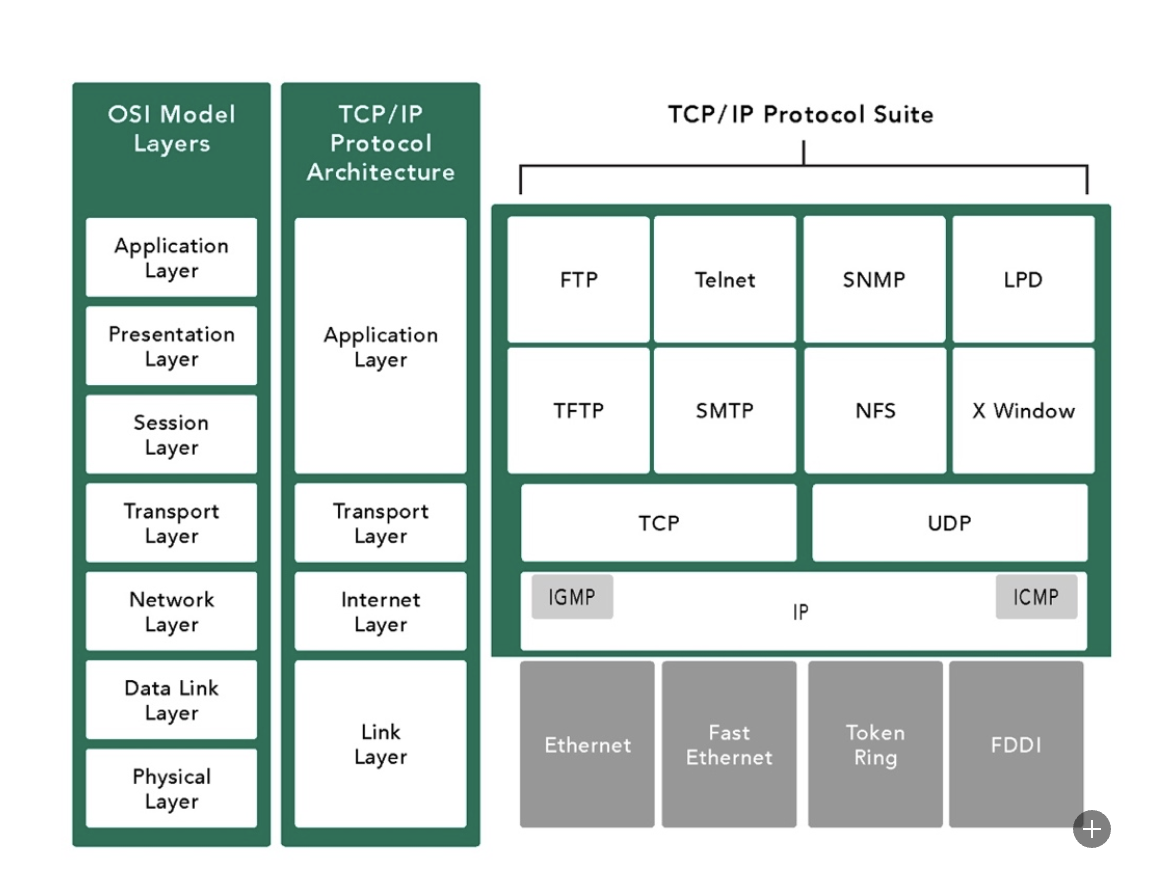 OSI Model
Layers
Application
Layer
Presentation
Layer
Session
Layer
Transport
Layer
Network
Layer
Data Link
Layer
Physical
Layer
TCP/IP
Protocol
Architecture
Application
Layer
Transport
Layer
Internet
Layer
Link
Layer
TCP/IP Protocol Suite
FTP
Telnet
SNMP
LPD
TFTP
SMTP
NFS
X Window
TCP
UDP
IGMP
IP
ICMP
Ethernet
Fast
Ethernet
Token
Ring
FDDI